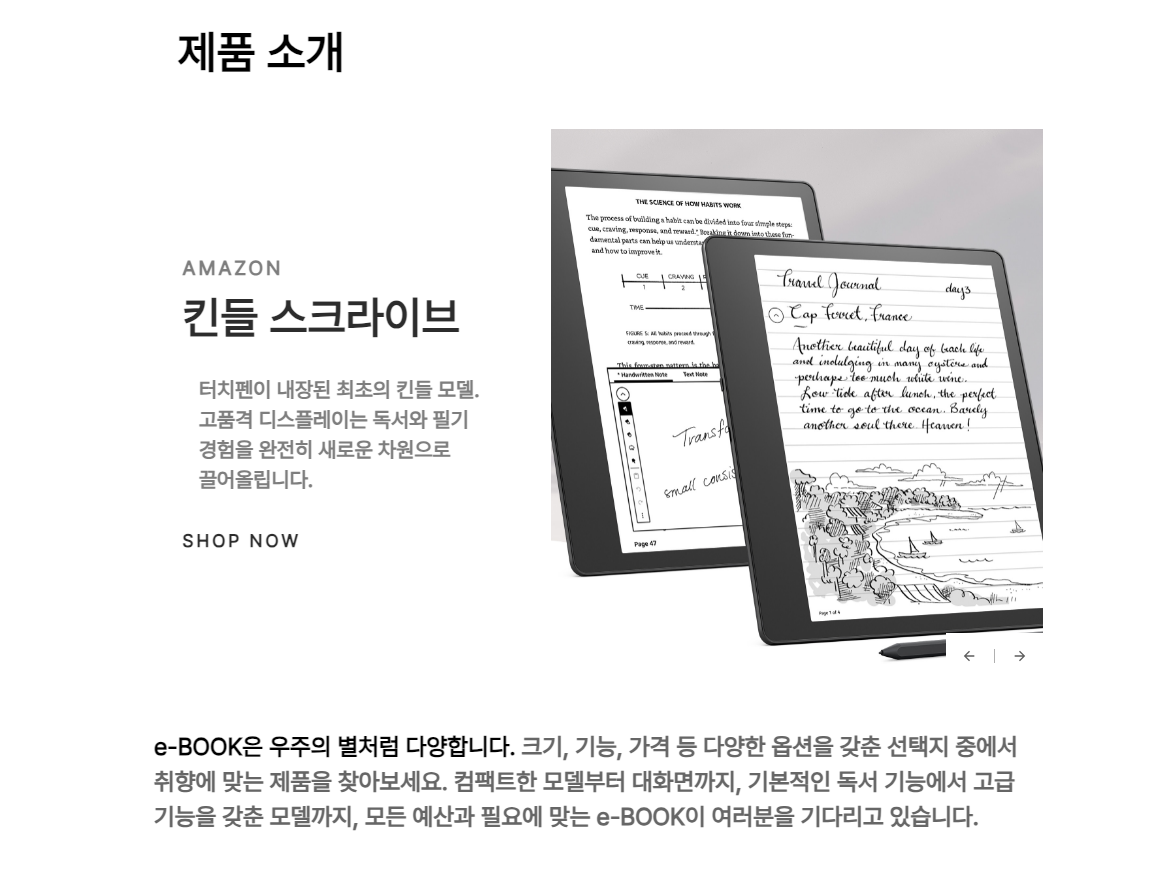 제품 소개
AMAZON
킨들 스크라이브
터치펜이 내장된 최초의 킨들 모델.
고품격 디스플레이는 독서와 필기
경험을 완전히 새로운 차원으로
끌어올립니다.
SHOP NOW
THE SCIENCE OF HOW HABITS WORK
The process of building a habit can be divided into four simple steps:
cue, craving, response, and reward.* Breaking it down into these fun-
damental parts can help us
and how to improve it.
CUE CRAVING
1 2
TIME
FIGURE 5: All habits proceed through
craving, response, and reward.
This four-step pattern is the
* Handwritten Note Text Note
small
Page 47
Travel Journal day 3
Cap Ferret, France
Another beautiful day of beach life
and indulging in many oysters and
perhaps too much white wine.
Low tide after lunch, the perfect
time to go to the ocean. Barely
another soul there. Heaven!
Page 7 of 4
← | →
e-BOOK은 우주의 별처럼 다양합니다. 크기, 기능, 가격 등 다양한 옵션을 갖춘 선택지 중에서
취향에 맞는 제품을 찾아보세요. 컴팩트한 모델부터 대화면까지, 기본적인 독서 기능에서 고급
기능을 갖춘 모델까지, 모든 예산과 필요에 맞는 e-BOOK이 여러분을 기다리고 있습니다.